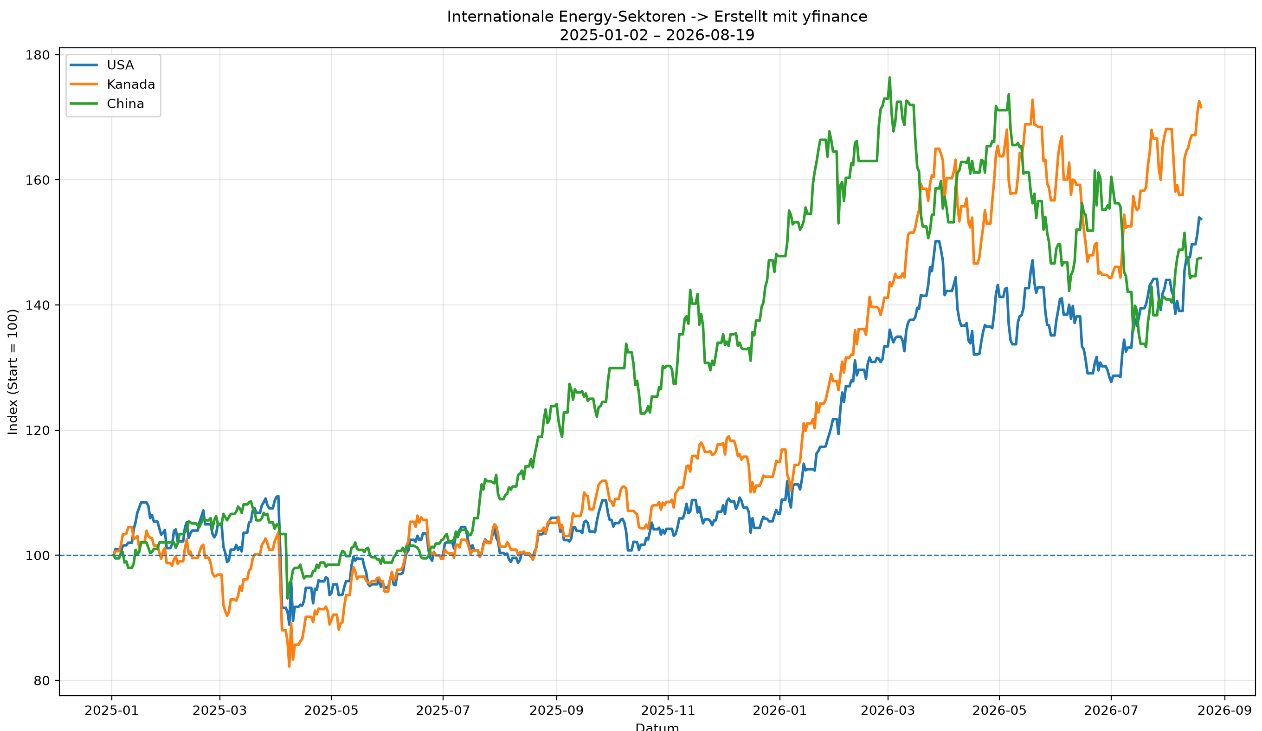 Internationale Energy-Sektoren -> Erstellt mit yfinance
2025-01-02 – 2026-08-19
USA
Kanada
China
Index (Start = 100)
180
160
140
120
100
80
2025-01
2025-03
2025-05
2025-07
2025-09
2025-11
2026-01
2026-03
2026-05
2026-07
2026-09
Datum